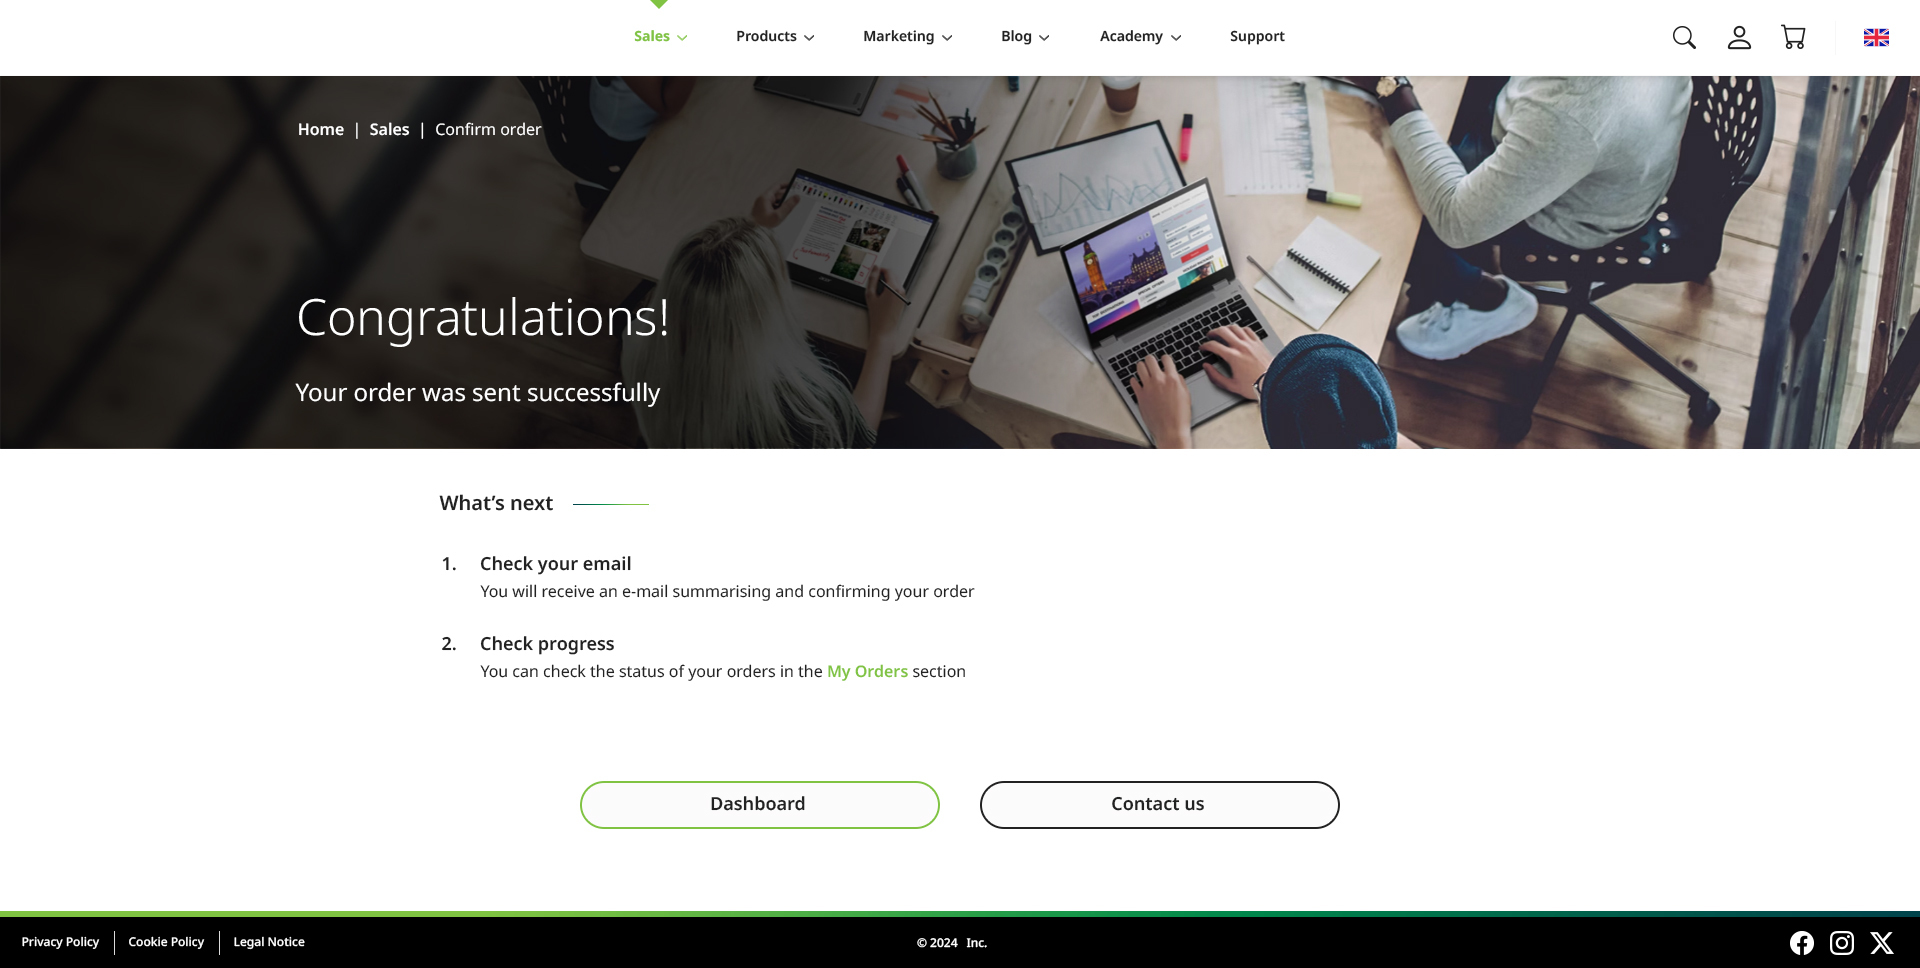 Sales
Products
Marketing
Blog
Academy
Support
Home | Sales | Confirm order
Congratulations!
Your order was sent successfully
What’s next
1. Check your email
You will receive an e-mail summarising and confirming your order
2. Check progress
You can check the status of your orders in the My Orders section
Dashboard
Contact us
Privacy Policy
Cookie Policy
Legal Notice
© 2024 Inc.